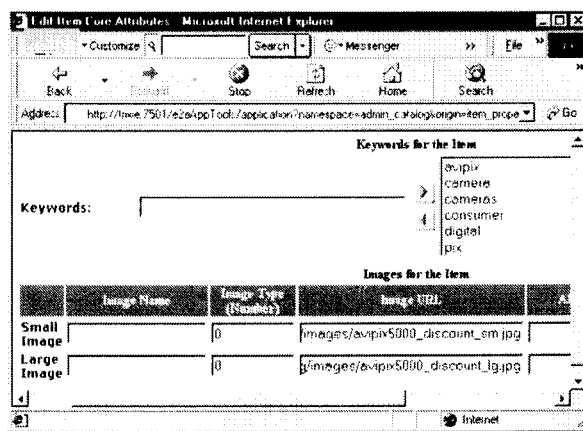 Edit Item Core Attributes - Microsoft Internet Explorer
Customize Search Messenger >> File >>
Back Forward Stop Refresh Home Search
Address http://tnxe:7501/e2eAppTools/application?namespace=admin_catalog&origin=item_prope Go
Keywords for the Item
Keywords:
avipix
camera
cameras
consumer
digital
pix
Images for the Item
Image Name Image Type (Number) Image URL
Small Image 0 images/avipix5000_discount_sm.jpg
Large Image 0 g/images/avipix5000_discount_lg.jpg
Internet